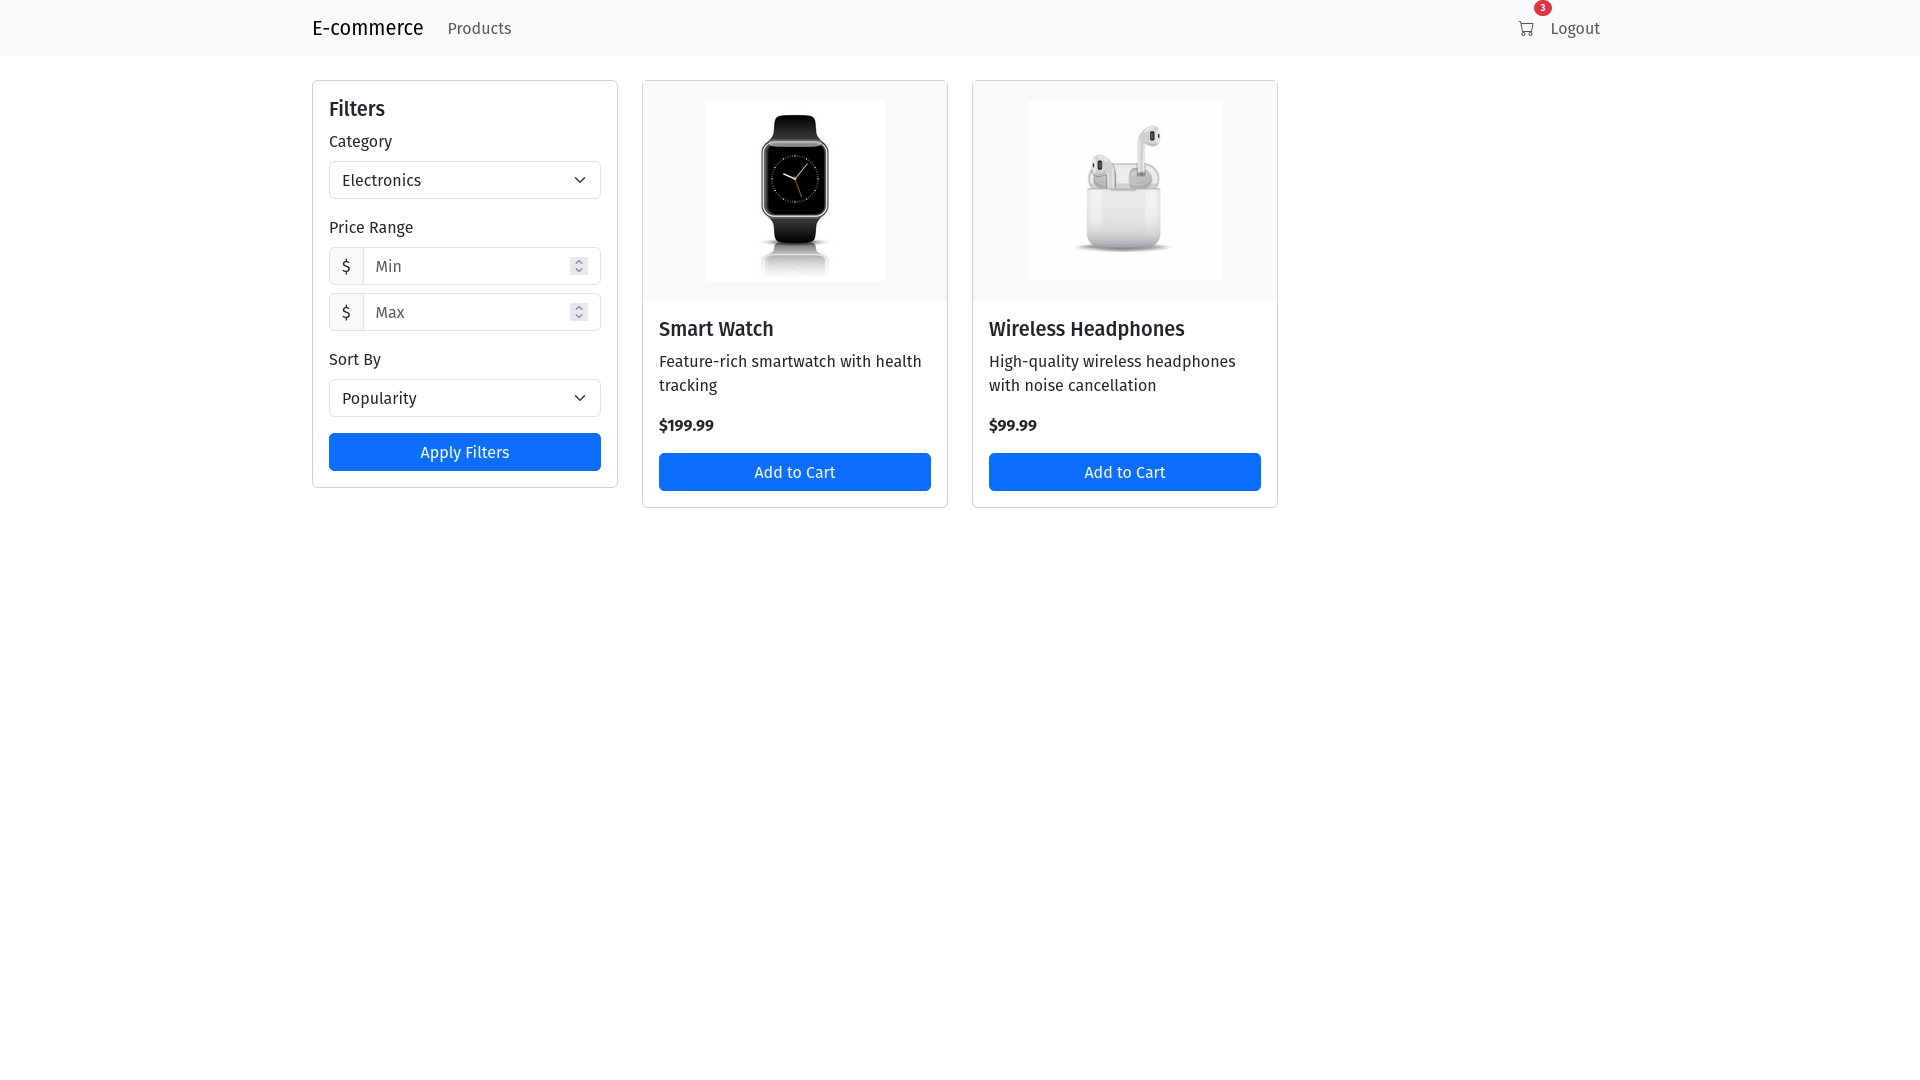 E-commerce
Products
3
Logout
Filters
Category
Electronics
Price Range
$ Min
$ Max
Sort By
Popularity
Apply Filters
Smart Watch
Feature-rich smartwatch with health
tracking
$199.99
Add to Cart
Wireless Headphones
High-quality wireless headphones
with noise cancellation
$99.99
Add to Cart